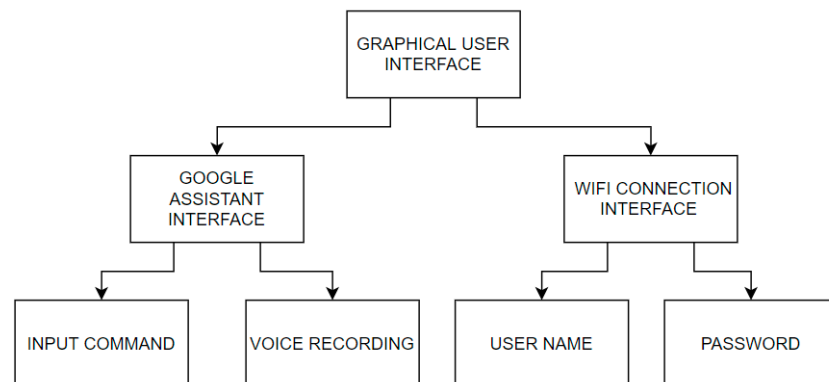 GRAPHICAL USER
INTERFACE
GOOGLE
ASSISTANT
INTERFACE
WIFI CONNECTION
INTERFACE
INPUT COMMAND
VOICE RECORDING
USER NAME
PASSWORD